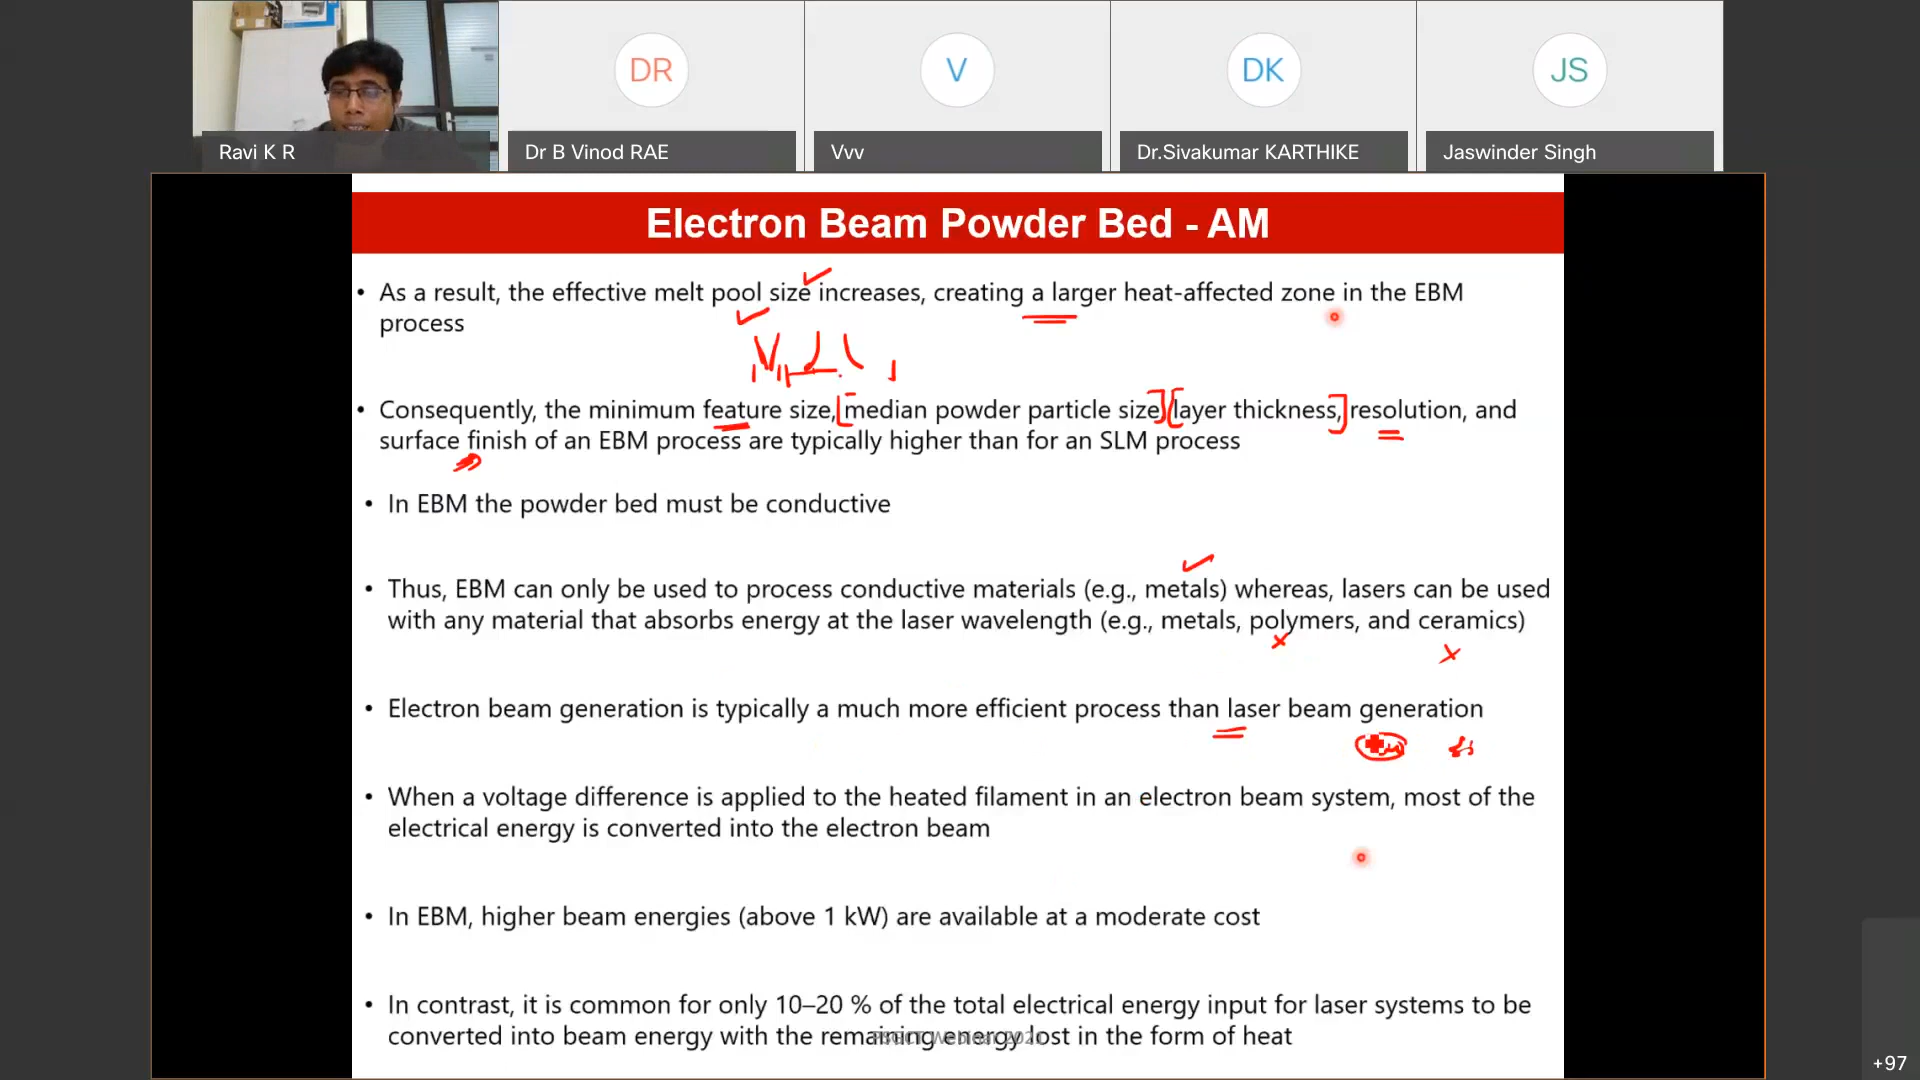 DR
V
DK
JS
Ravi K R
Dr B Vinod RAE
Vvv
Dr.Sivakumar KARTHIKE
Jaswinder Singh
Electron Beam Powder Bed - AM
• As a result, the effective melt pool size increases, creating a larger heat-affected zone in the EBM
process
• Consequently, the minimum feature size, median powder particle size, layer thickness, resolution, and
surface finish of an EBM process are typically higher than for an SLM process
• In EBM the powder bed must be conductive
• Thus, EBM can only be used to process conductive materials (e.g., metals) whereas, lasers can be used
with any material that absorbs energy at the laser wavelength (e.g., metals, polymers, and ceramics)
• Electron beam generation is typically a much more efficient process than laser beam generation
• When a voltage difference is applied to the heated filament in an electron beam system, most of the
electrical energy is converted into the electron beam
• In EBM, higher beam energies (above 1 kW) are available at a moderate cost
• In contrast, it is common for only 10–20 % of the total electrical energy input for laser systems to be
converted into beam energy with the remaining energy lost in the form of heat
PSGCT Webinar 2021
+97